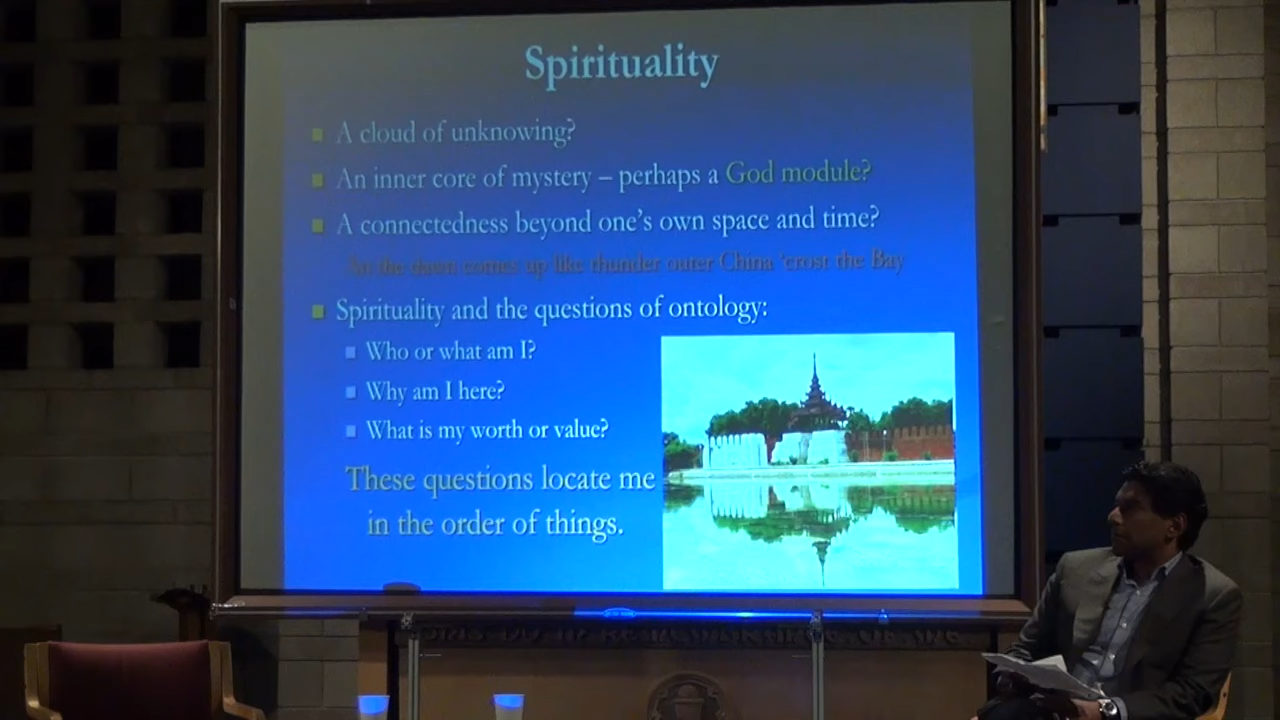 Spirituality
A cloud of unknowing?
An inner core of mystery – perhaps a God module?
A connectedness beyond one's own space and time?
the dawn comes up like thunder outer China 'crost the Bay
Spirituality and the questions of ontology:
Who or what am I?
Why am I here?
What is my worth or value?
These questions locate me
in the order of things.